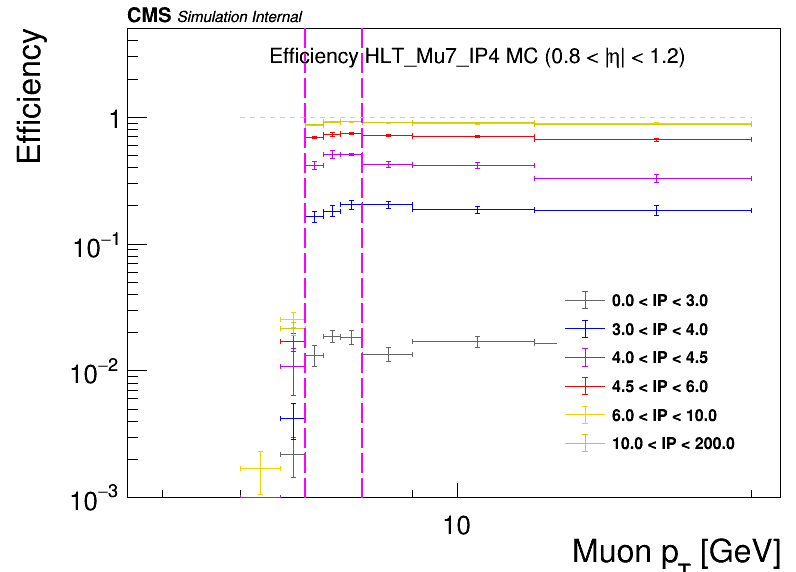 CMS Simulation Internal
Efficiency HLT_Mu7_IP4 MC (0.8 < |η| < 1.2)
Efficiency
1
10⁻¹
10⁻²
10⁻³
0.0 < IP < 3.0
3.0 < IP < 4.0
4.0 < IP < 4.5
4.5 < IP < 6.0
6.0 < IP < 10.0
10.0 < IP < 200.0
10
Muon p_T [GeV]